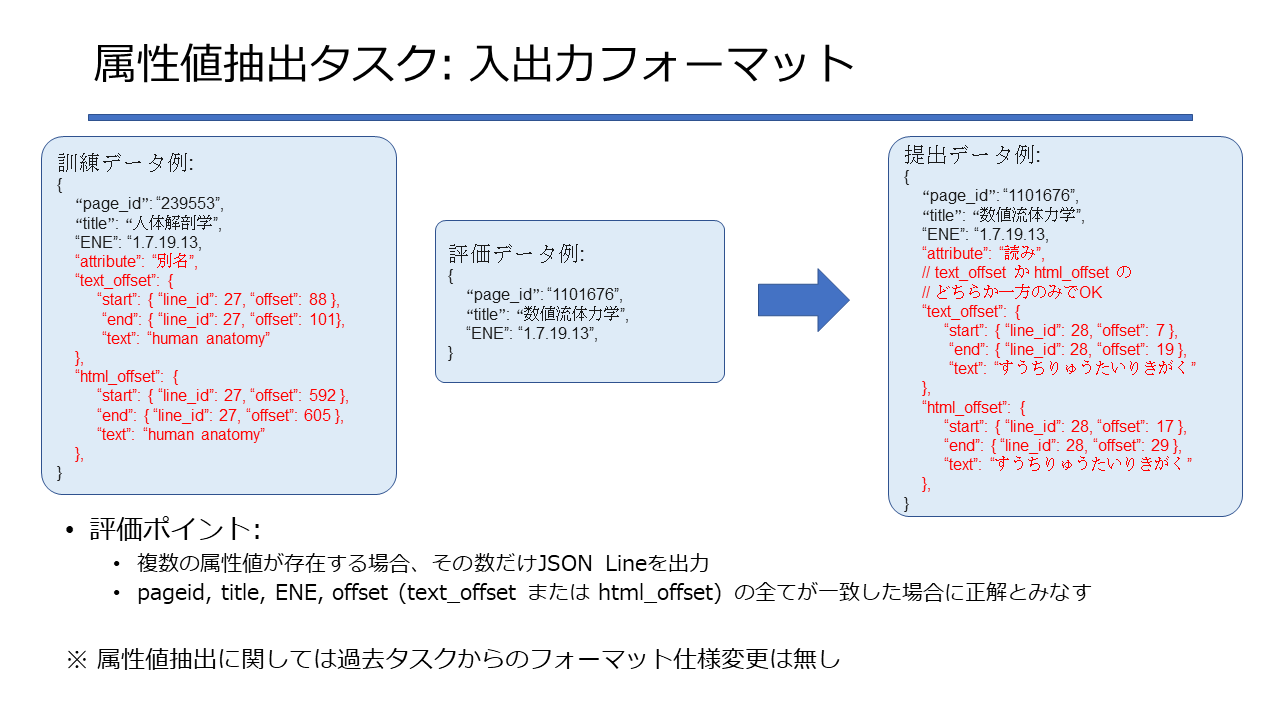 属性値抽出タスク: 入出力フォーマット
訓練データ例:
{
“page_id”: “239553”,
“title”: “人体解剖学”,
“ENE”: “1.7.19.13,
“attribute”: “別名”,
“text_offset”: {
“start”: { “line_id”: 27, “offset”: 88 },
“end”: { “line_id”: 27, “offset”: 101},
“text”: “human anatomy”
},
“html_offset”: {
“start”: { “line_id”: 27, “offset”: 592 },
“end”: { “line_id”: 27, “offset”: 605 },
“text”: “human anatomy”
},
}
評価データ例:
{
“page_id”: “1101676”,
“title”: “数値流体力学”,
“ENE”: “1.7.19.13”,
}
提出データ例:
{
“page_id”: “1101676”,
“title”: “数値流体力学”,
“ENE”: “1.7.19.13,
“attribute”: “読み”,
// text_offset か html_offset の
// どちらか一方のみでOK
“text_offset”: {
“start”: { “line_id”: 28, “offset”: 7 },
“end”: { “line_id”: 28, “offset”: 19 },
“text”: “すうちりゅうたいりきがく”
},
“html_offset”: {
“start”: { “line_id”: 28, “offset”: 17 },
“end”: { “line_id”: 28, “offset”: 29 },
“text”: “すうちりゅうたいりきがく”
},
}
• 評価ポイント:
• 複数の属性値が存在する場合、その数だけJSON Lineを出力
• pageid, title, ENE, offset (text_offset または html_offset) の全てが一致した場合に正解とみなす
※ 属性値抽出に関しては過去タスクからのフォーマット仕様変更は無し